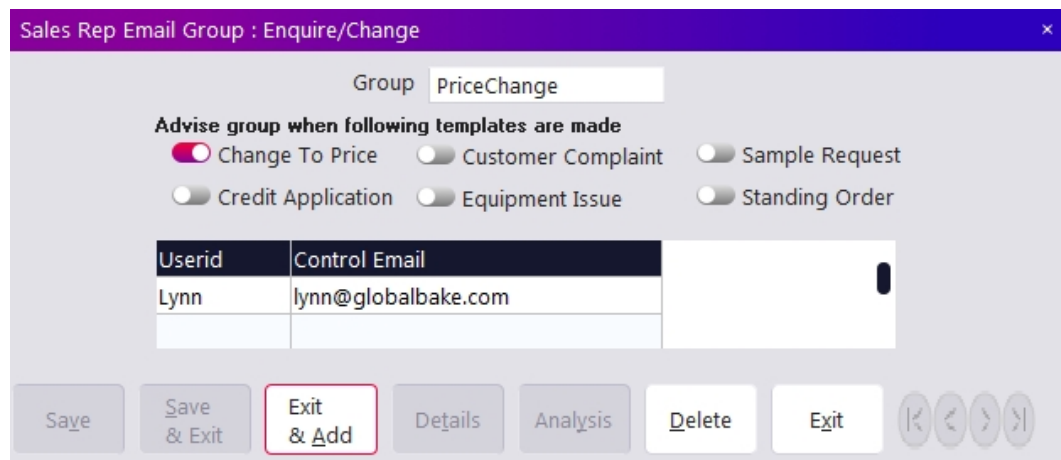 Sales Rep Email Group : Enquire/Change
Group PriceChange
Advise group when following templates are made
Change To Price Customer Complaint Sample Request
Credit Application Equipment Issue Standing Order
Userid Control Email
Lynn lynn@globalbake.com
Save
Save
& Exit
Exit
& Add
Details
Analysis
Delete
Exit